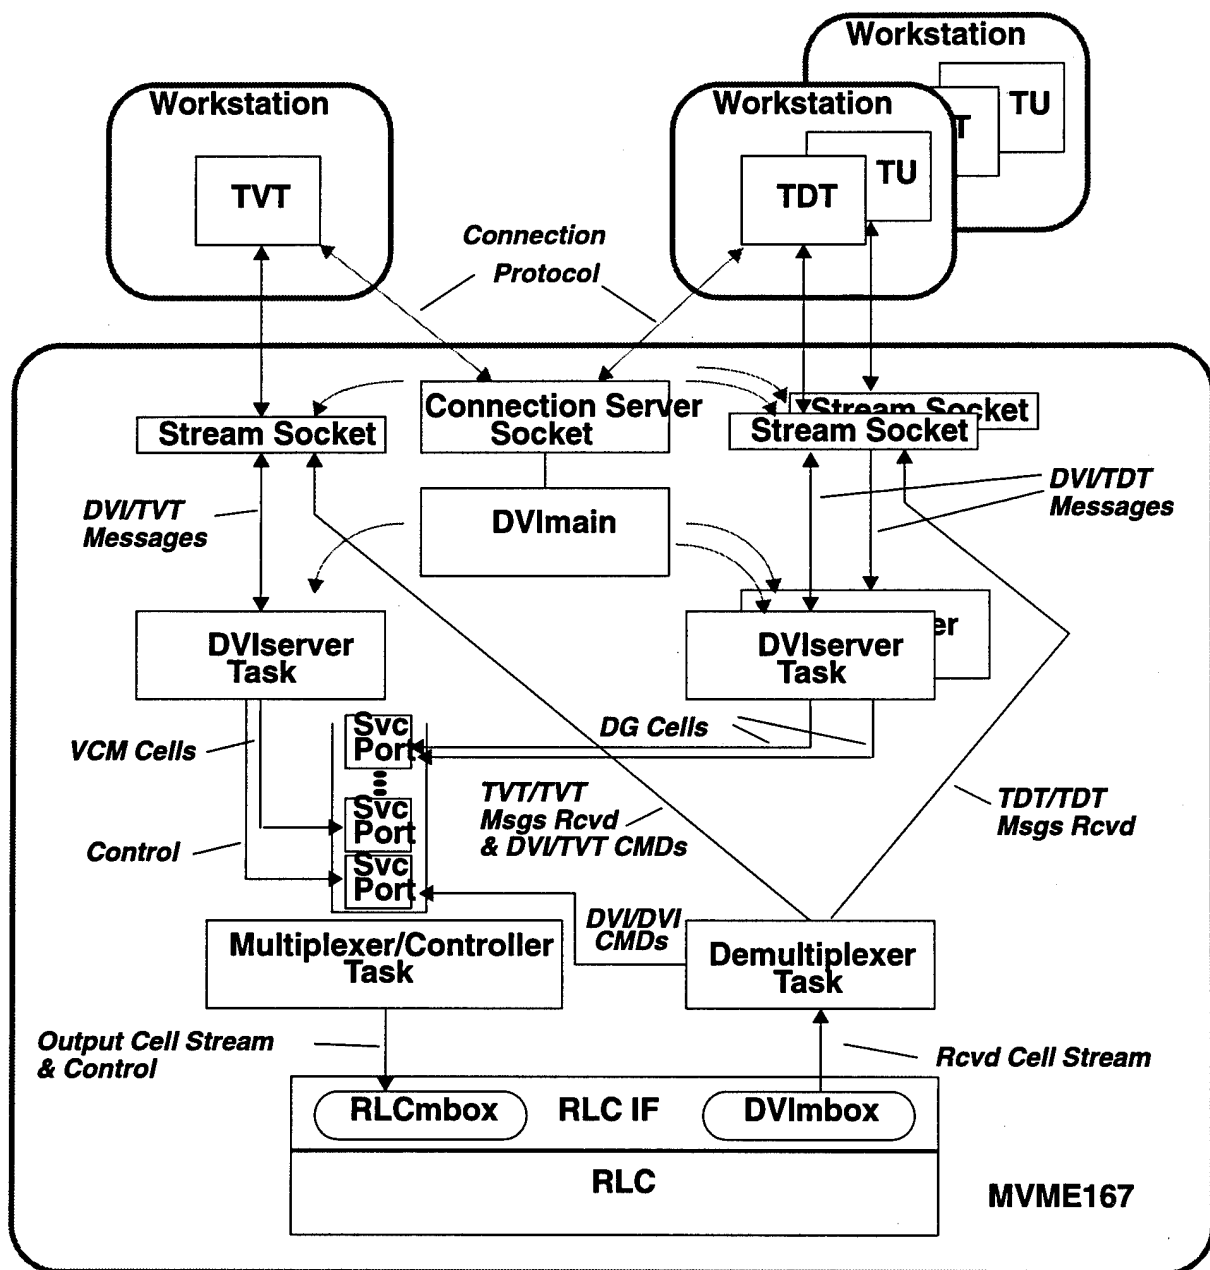 Workstation
TU
T
Workstation
Workstation
TU
TDT
TVT
Connection
Protocol
Connection Server
Socket
Stream Socket
Stream Socket
Stream Socket
DVI/TVT
Messages
DVI/TDT
Messages
DVImain
DVIserver
Task
DVIserver
Task
er
Svc
Port
DG Cells
VCM Cells
TVT/TVT
Msgs Rcvd
& DVI/TVT CMDs
TDT/TDT
Msgs Rcvd
Svc
Port
Control
Svc
Port
DVI/DVI
CMDs
Multiplexer/Controller
Task
Demultiplexer
Task
Output Cell Stream
& Control
Rcvd Cell Stream
RLCmbox
RLC IF
DVImbox
RLC
MVME167